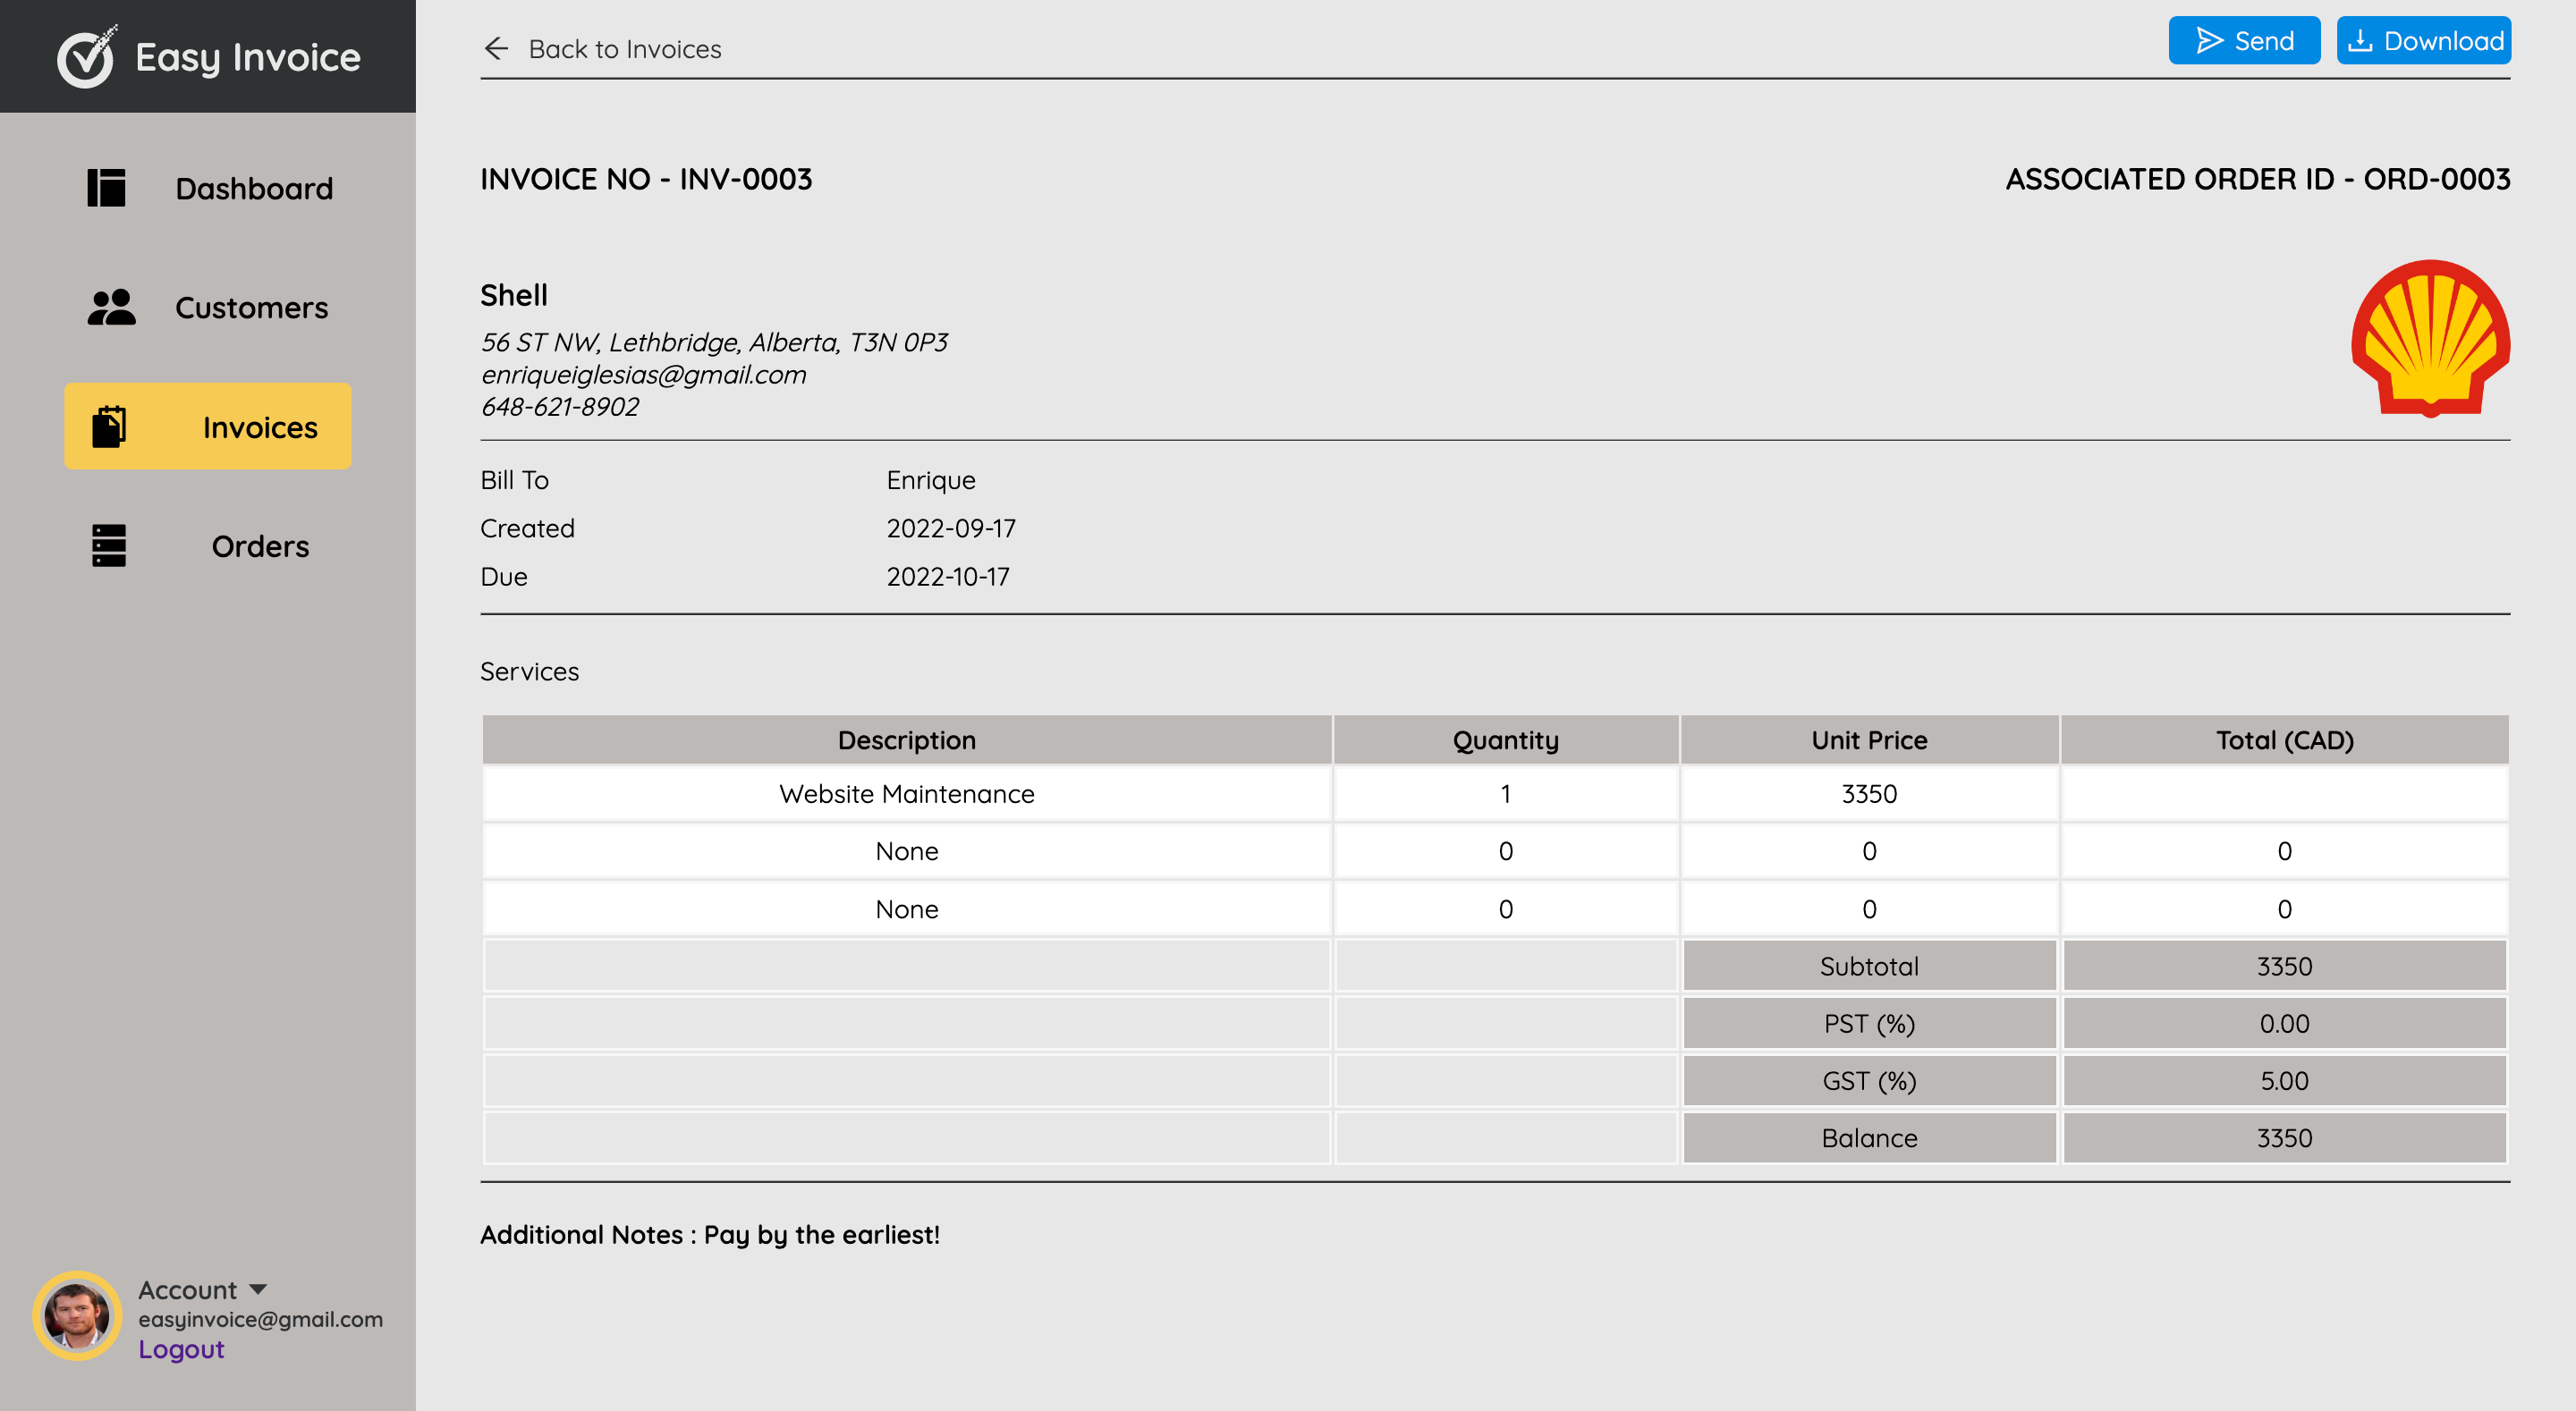 Easy Invoice
Dashboard
Customers
Invoices
Orders
Account
easyinvoice@gmail.com
Logout
Back to Invoices
Send
Download
INVOICE NO - INV-0003
ASSOCIATED ORDER ID - ORD-0003
Shell
56 ST NW, Lethbridge, Alberta, T3N 0P3
enriqueiglesias@gmail.com
648-621-8902
Bill To Enrique
Created 2022-09-17
Due 2022-10-17
Services
Description Quantity Unit Price Total (CAD)
Website Maintenance 1 3350
None 0 0 0
None 0 0 0
Subtotal 3350
PST (%) 0.00
GST (%) 5.00
Balance 3350
Additional Notes : Pay by the earliest!